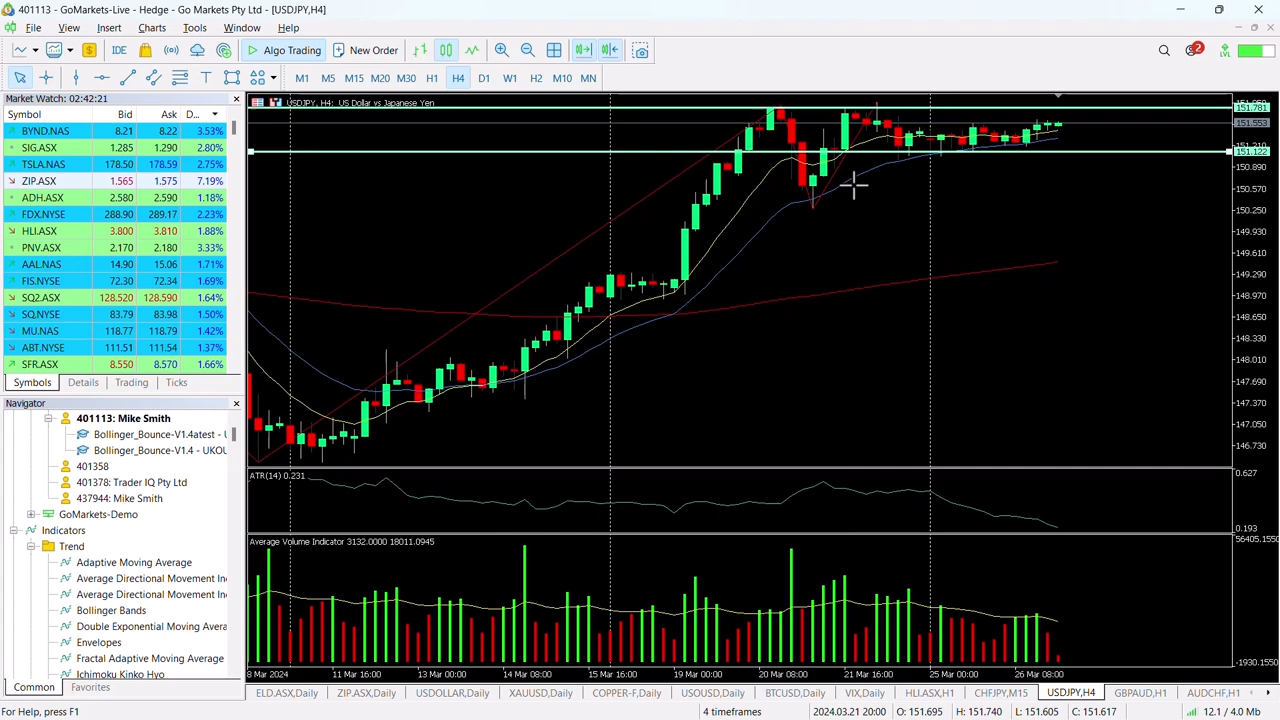 401113 - GoMarkets-Live - Hedge - Go Markets Pty Ltd - [USDJPY,H4]
File View Insert Charts Tools Window Help
IDE Algo Trading New Order 2 LVL
M1 M5 M15 M20 M30 H1 H4 D1 W1 H2 M10 MN
Market Watch: 02:42:21
Symbol Bid Ask D...
BYND.NAS 8.21 8.22 3.53%
SIG.ASX 1.285 1.290 2.80%
TSLA.NAS 178.50 178.59 2.75%
ZIP.ASX 1.565 1.575 7.19%
ADH.ASX 2.580 2.590 1.18%
FDX.NYSE 288.90 289.17 2.23%
HLI.ASX 3.800 3.810 1.88%
PNV.ASX 2.170 2.180 3.33%
AAL.NAS 14.90 15.06 1.71%
FIS.NYSE 72.30 72.34 1.69%
SQ2.ASX 128.520 128.590 1.64%
SQ.NYSE 83.79 83.98 1.50%
MU.NAS 118.77 118.79 1.42%
ABT.NYSE 111.51 111.54 1.37%
SFR.ASX 8.550 8.570 1.66%
Symbols Details Trading Ticks
Navigator
401113: Mike Smith
Bollinger_Bounce-V1.4atest - U
Bollinger_Bounce-V1.4 - UKOU
401358
401378: Trader IQ Pty Ltd
437944: Mike Smith
GoMarkets-Demo
Indicators
Trend
Adaptive Moving Average
Average Directional Movement In
Average Directional Movement In
Bollinger Bands
Double Exponential Moving Avera
Envelopes
Fractal Adaptive Moving Average
Ichimoku Kinko Hyo
Common Favorites
USDJPY, H4: US Dollar vs Japanese Yen
151.781
151.553
151.210
151.122
150.890
150.570
150.250
149.930
149.610
149.290
148.970
148.650
148.330
148.010
147.690
147.370
147.050
146.730
ATR(14) 0.231
0.627
0.193
Average Volume Indicator 3132.0000 18011.0945
56405.1550
-1930.1550
8 Mar 2024 11 Mar 16:00 13 Mar 00:00 14 Mar 08:00 15 Mar 16:00 19 Mar 00:00 20 Mar 08:00 21 Mar 16:00 25 Mar 00:00 26 Mar 08:00
ELD.ASX,Daily ZIP.ASX,Daily USDOLLAR,Daily XAUUSD,Daily COPPER-F,Daily USOUSD,Daily BTCUSD,Daily VIX,Daily HLI.ASX,H1 CHFJPY,M15 USDJPY,H4 GBPAUD,H1 AUDCHF,H1
For Help, press F1 4 timeframes 2024.03.21 20:00 O: 151.695 H: 151.740 L: 151.605 C: 151.617 12.1 / 4.0 Mb